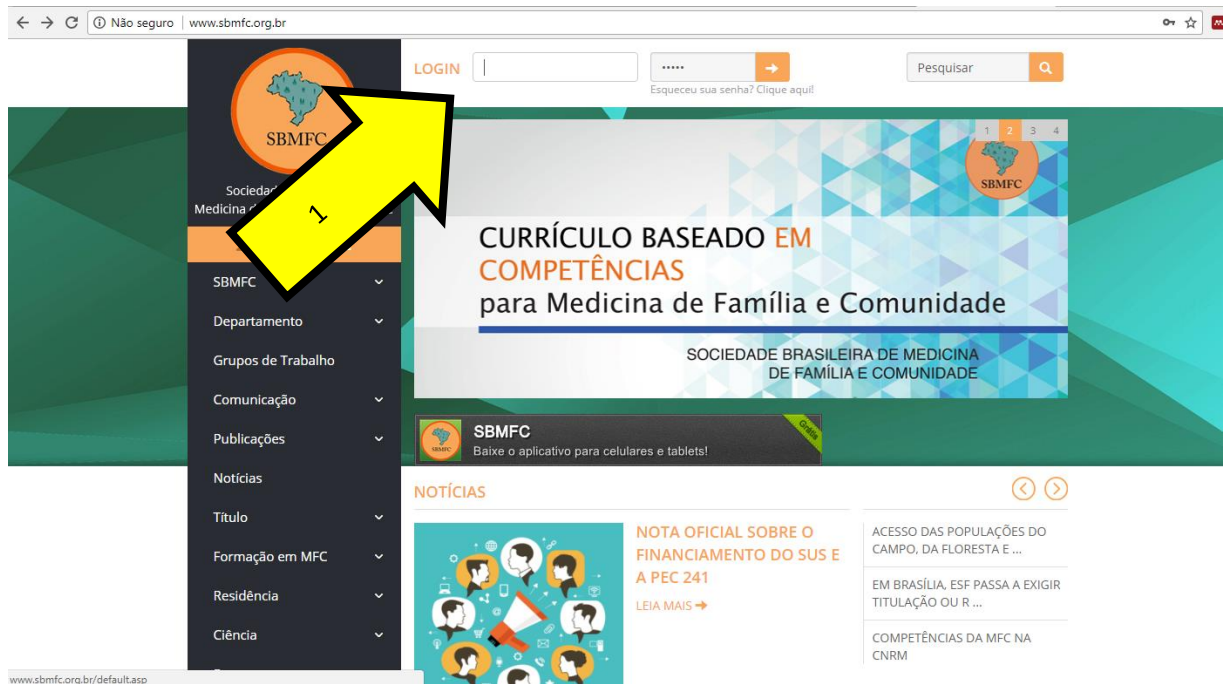 Não seguro | www.sbmfc.org.br
LOGIN
•••••
Pesquisar
Esqueceu sua senha? Clique aqui!
SBMFC
Sociedade
Medicina
1
1 2 3 4
SBMFC
CURRÍCULO BASEADO EM
COMPETÊNCIAS
para Medicina de Família e Comunidade
SOCIEDADE BRASILEIRA DE MEDICINA
DE FAMÍLIA E COMUNIDADE
SBMFC
Departamento
Grupos de Trabalho
Comunicação
Publicações
Notícias
Título
Formação em MFC
Residência
Ciência
SBMFC
SBMFC
Baixe o aplicativo para celulares e tablets!
Grátis
NOTÍCIAS
NOTA OFICIAL SOBRE O
FINANCIAMENTO DO SUS E
A PEC 241
LEIA MAIS
ACESSO DAS POPULAÇÕES DO
CAMPO, DA FLORESTA E ...
EM BRASÍLIA, ESF PASSA A EXIGIR
TITULAÇÃO OU R ...
COMPETÊNCIAS DA MFC NA
CNRM
www.sbmfc.org.br/default.asp